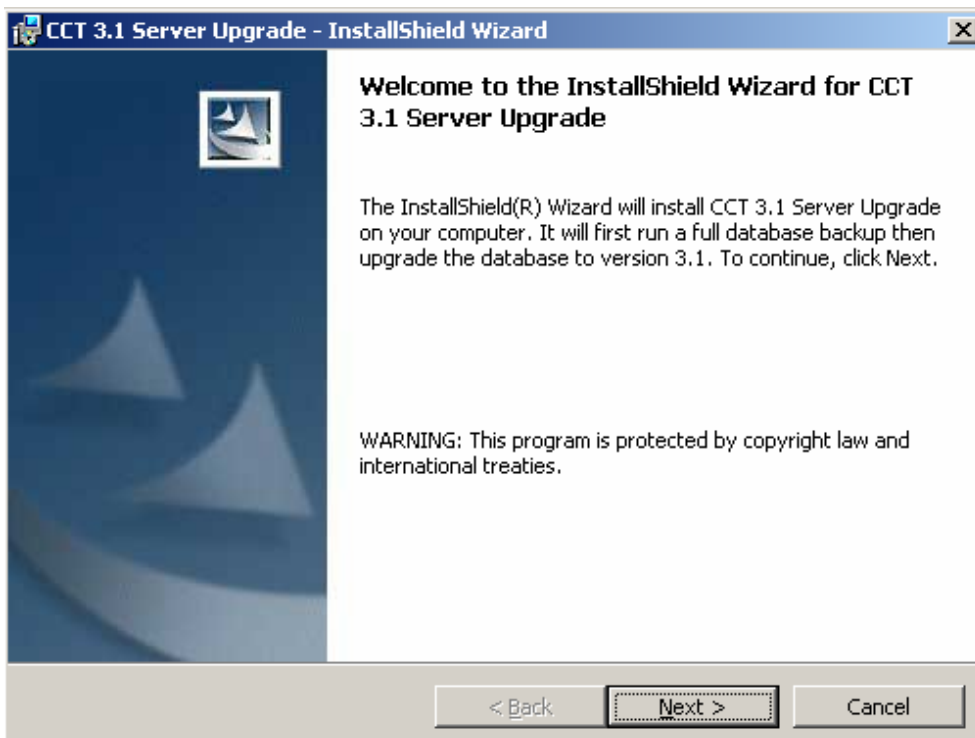 CCT 3.1 Server Upgrade - InstallShield Wizard
Welcome to the InstallShield Wizard for CCT
3.1 Server Upgrade
The InstallShield(R) Wizard will install CCT 3.1 Server Upgrade
on your computer. It will first run a full database backup then
upgrade the database to version 3.1. To continue, click Next.
WARNING: This program is protected by copyright law and
international treaties.
< Back Next > Cancel